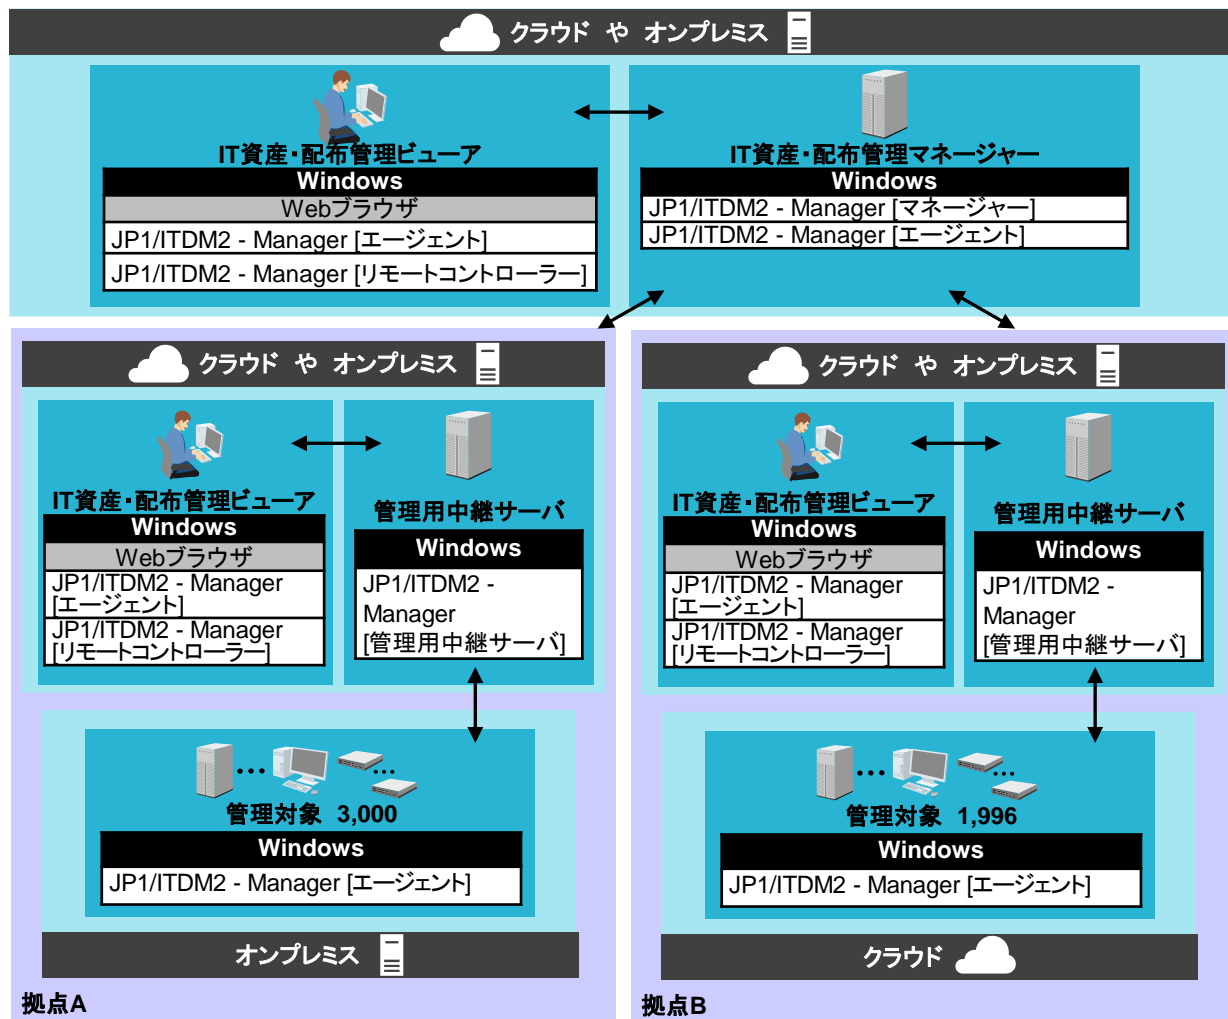 クラウド や オンプレミス
IT資産・配布管理ビューア
Windows
Webブラウザ
JP1/ITDM2 - Manager [エージェント]
JP1/ITDM2 - Manager [リモートコントローラー]
IT資産・配布管理マネージャー
Windows
JP1/ITDM2 - Manager [マネージャー]
JP1/ITDM2 - Manager [エージェント]
クラウド や オンプレミス
IT資産・配布管理ビューア
Windows
Webブラウザ
JP1/ITDM2 - Manager
[エージェント]
JP1/ITDM2 - Manager
[リモートコントローラー]
管理用中継サーバ
Windows
JP1/ITDM2 -
Manager
[管理用中継サーバ]
管理対象 3,000
Windows
JP1/ITDM2 - Manager [エージェント]
オンプレミス
拠点A
クラウド や オンプレミス
IT資産・配布管理ビューア
Windows
Webブラウザ
JP1/ITDM2 - Manager
[エージェント]
JP1/ITDM2 - Manager
[リモートコントローラー]
管理用中継サーバ
Windows
JP1/ITDM2 -
Manager
[管理用中継サーバ]
管理対象 1,996
Windows
JP1/ITDM2 - Manager [エージェント]
クラウド
拠点B